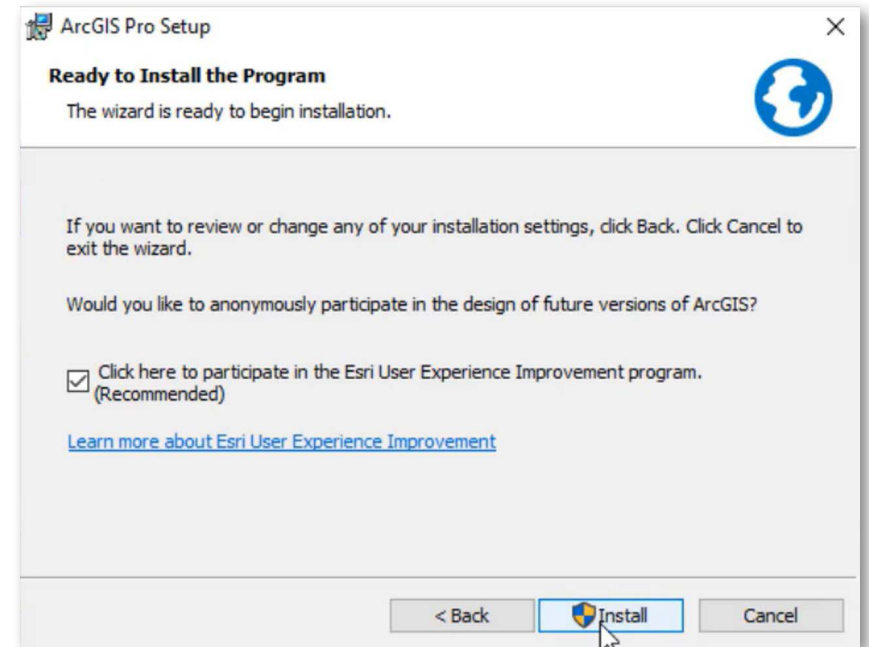 ArcGIS Pro Setup
Ready to Install the Program
The wizard is ready to begin installation.
If you want to review or change any of your installation settings, click Back. Click Cancel to
exit the wizard.
Would you like to anonymously participate in the design of future versions of ArcGIS?
Click here to participate in the Esri User Experience Improvement program.
(Recommended)
Learn more about Esri User Experience Improvement
< Back Install Cancel